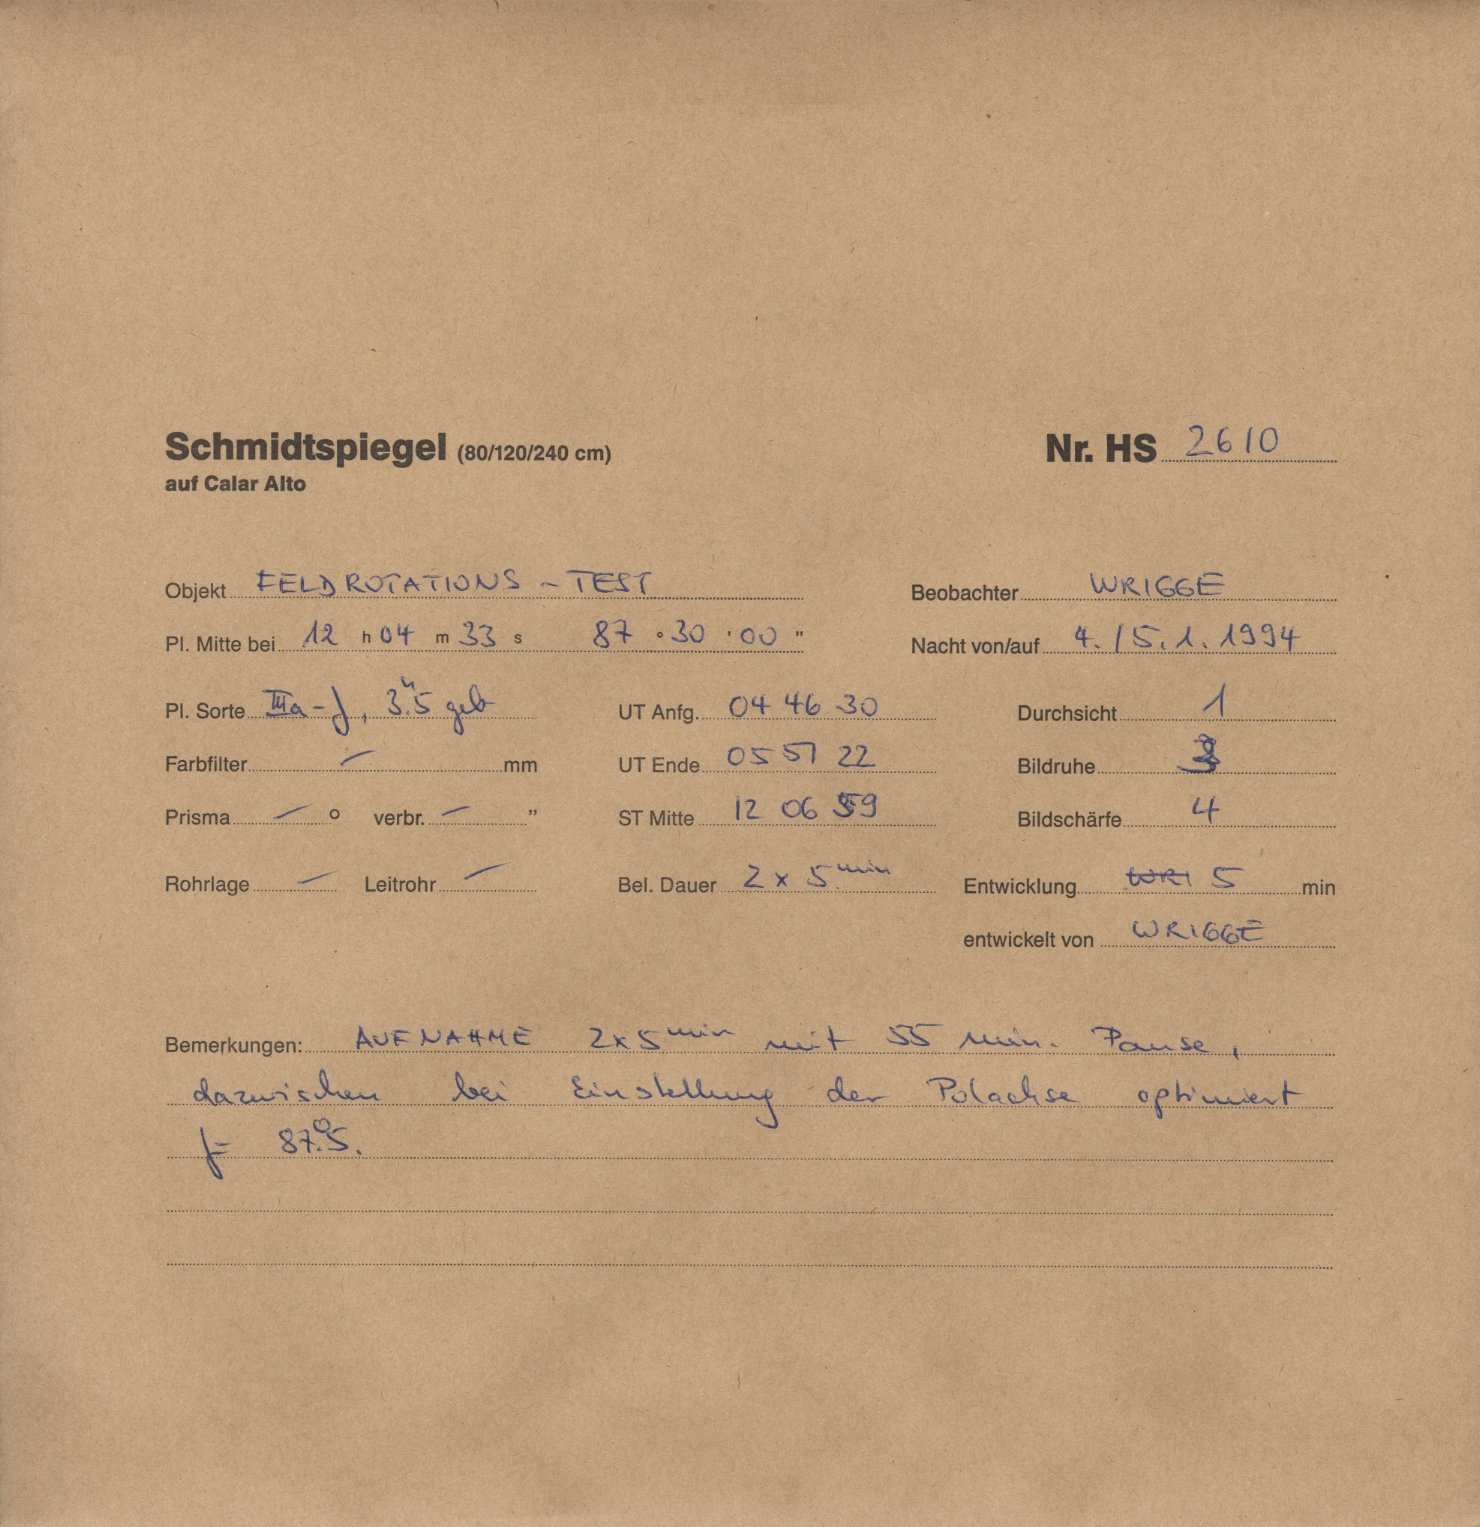 Schmidtspiegel (80/120/240 cm) Nr. HS 2610
auf Calar Alto
Objekt FELDROTATIONS - TEST Beobachter WRIGGE
Pl. Mitte bei 12 h 04 m 33 s 87 ° 30 ' 00 " Nacht von/auf 4./5.1.1994
Pl. Sorte IIIa-J, 3".5 geb UT Anfg. 04 46 30 Durchsicht 1
Farbfilter – mm UT Ende 05 51 22 Bildruhe 3
Prisma – ° verbr. – " ST Mitte 12 06 59 Bildschärfe 4
Rohrlage – Leitrohr – Bel. Dauer 2 x 5 min Entwicklung WRI 5 min
entwickelt von WRIGGE
Bemerkungen: AUFNAHME 2x5 min mit 55 min. Pause,
dazwischen bei Einstellung der Polachse optimiert
87°.5.